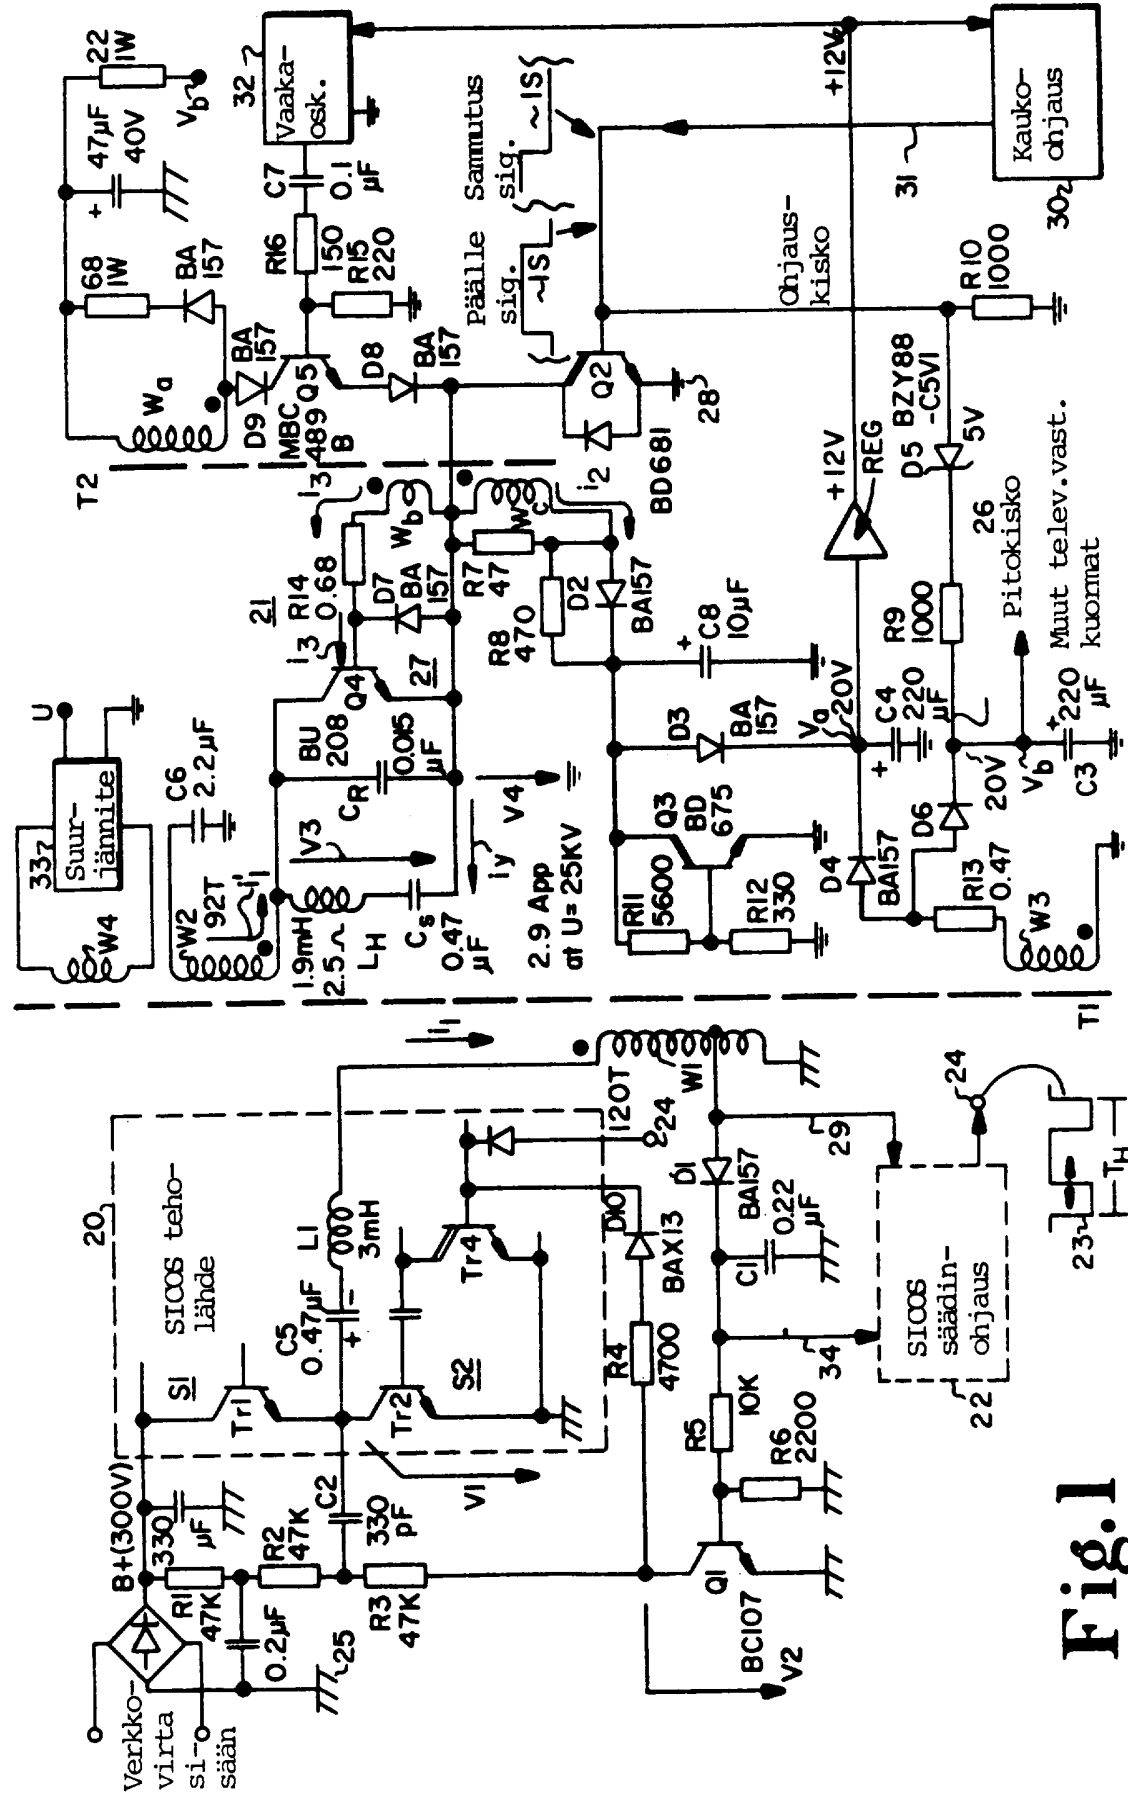 Verkko-
virta
si-
sään
B+(300V)
330
µF
R1
47K
0.2µF
25
R2
47K
C2
330
pF
R3
47K
V1
V2
Q1
BC107
R6
2200
R5
10K
R4
4700
BAX13
D10
20
SICOS teho-
lähde
S1
Tr1
C5
0.47µF
+
-
L1
3mH
Tr2
S2
Tr4
24
i1
120T
W1
D1
BA157
C1
0.22
µF
29
34
SICOS
säädin-
ohjaus
22
24
23
TH
T1
33
Suur-
jännite
U
W4
W2
92T
i'1
C6
2.2µF
1.9mH
2.5Ω
LH
V3
Cs
0.47
µF
iy
CR
0.015
µF
V4
2.9 App
at U=25KV
BU
208
Q4
27
21
i3
R14
0.68
D7
BA
157
Wb
i3
R7
47
Wc
i2
R8
470
D2
BA157
+
C8
10µF
R11
5600
R12
330
Q3
BD
675
D3
BA
157
Va
20V
D4
BA157
+
C4
220
µF
R13
0.47
W3
D6
20V
Vb
+
220
µF
C3
Pitokisko
26
Muut telev.vast.
kuormat
R9
1000
D5
BZY88
-C5V1
5V
R10
1000
+12V
REG
Ohjaus-
kisko
+12V
T2
Wa
68
1W
BA
157
+
47µF
40V
22
1W
Vb
D9
BA
157
MBC
489
B
Q5
D8
BA
157
R16
150
R15
220
C7
0.1
µF
32
Vaaka-
osk.
Päälle
sig.
~1S
Sammutus
sig.
~1S
Q2
BD681
28
31
30
Kauko-
ohjaus
Fig.1